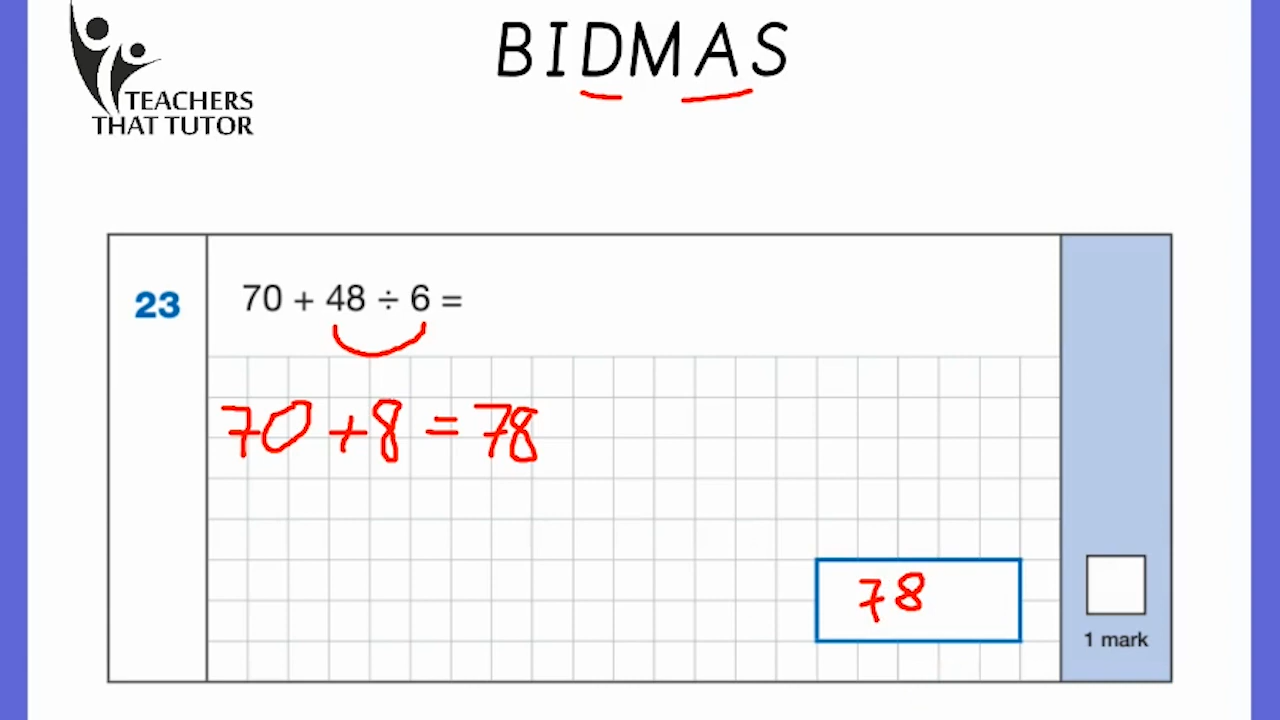 BIDMAS
TEACHERS
THAT TUTOR
23
70 + 48 ÷ 6 =
70 + 8 = 78
78
1 mark